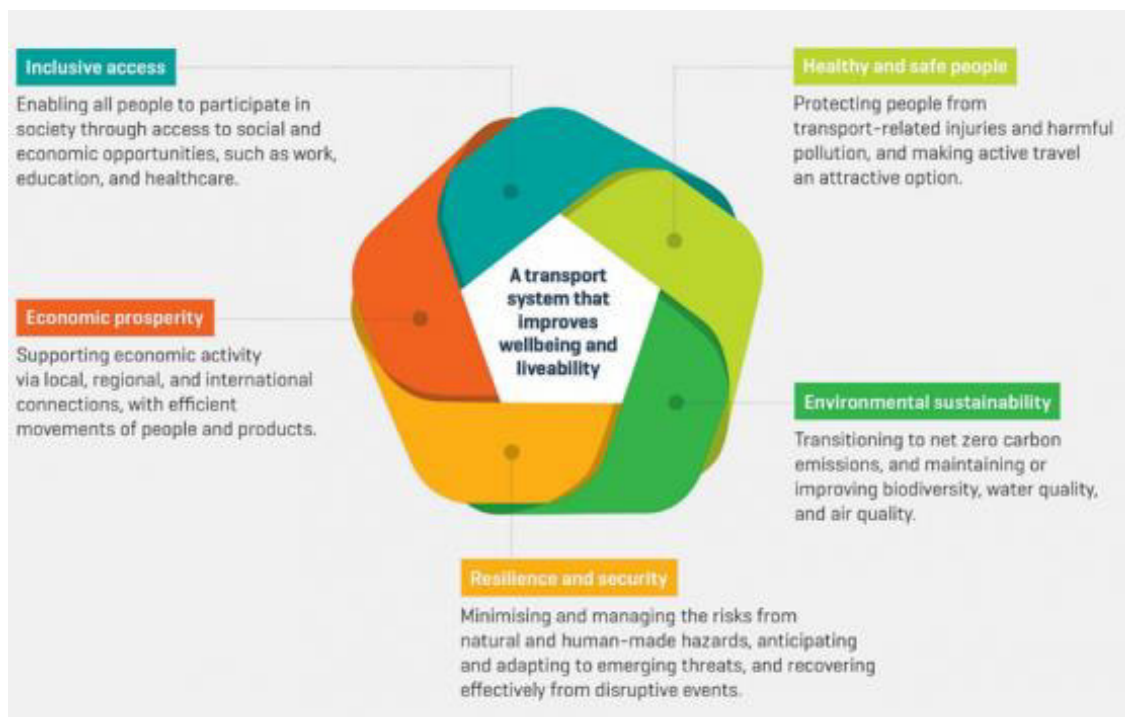 Inclusive access
Enabling all people to participate in
society through access to social and
economic opportunities, such as work,
education, and healthcare.
Healthy and safe people
Protecting people from
transport-related injuries and harmful
pollution, and making active travel
an attractive option.
A transport
system that
improves
wellbeing and
liveability
Economic prosperity
Supporting economic activity
via local, regional, and international
connections, with efficient
movements of people and products.
Environmental sustainability
Transitioning to net zero carbon
emissions, and maintaining or
improving biodiversity, water quality,
and air quality.
Resilience and security
Minimising and managing the risks from
natural and human-made hazards, anticipating
and adapting to emerging threats, and recovering
effectively from disruptive events.